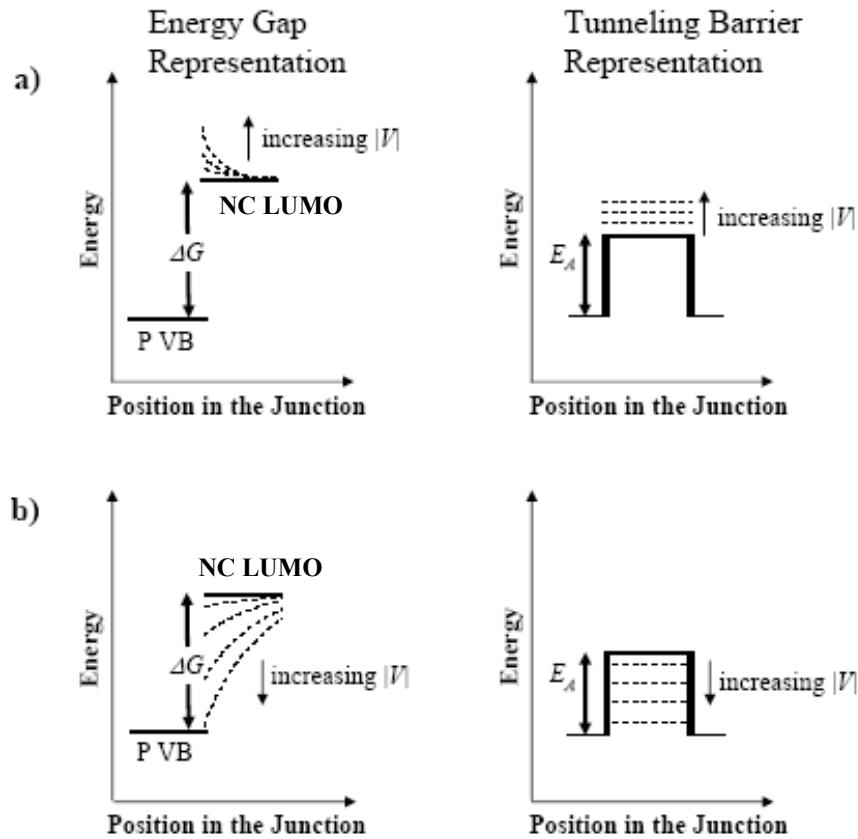 Energy Gap
Representation
Tunneling Barrier
Representation
a)
increasing |V|
NC LUMO
ΔG
P VB
Energy
Position in the Junction
increasing |V|
E_A
Energy
Position in the Junction
b)
NC LUMO
ΔG
increasing |V|
P VB
Energy
Position in the Junction
E_A
increasing |V|
Energy
Position in the Junction